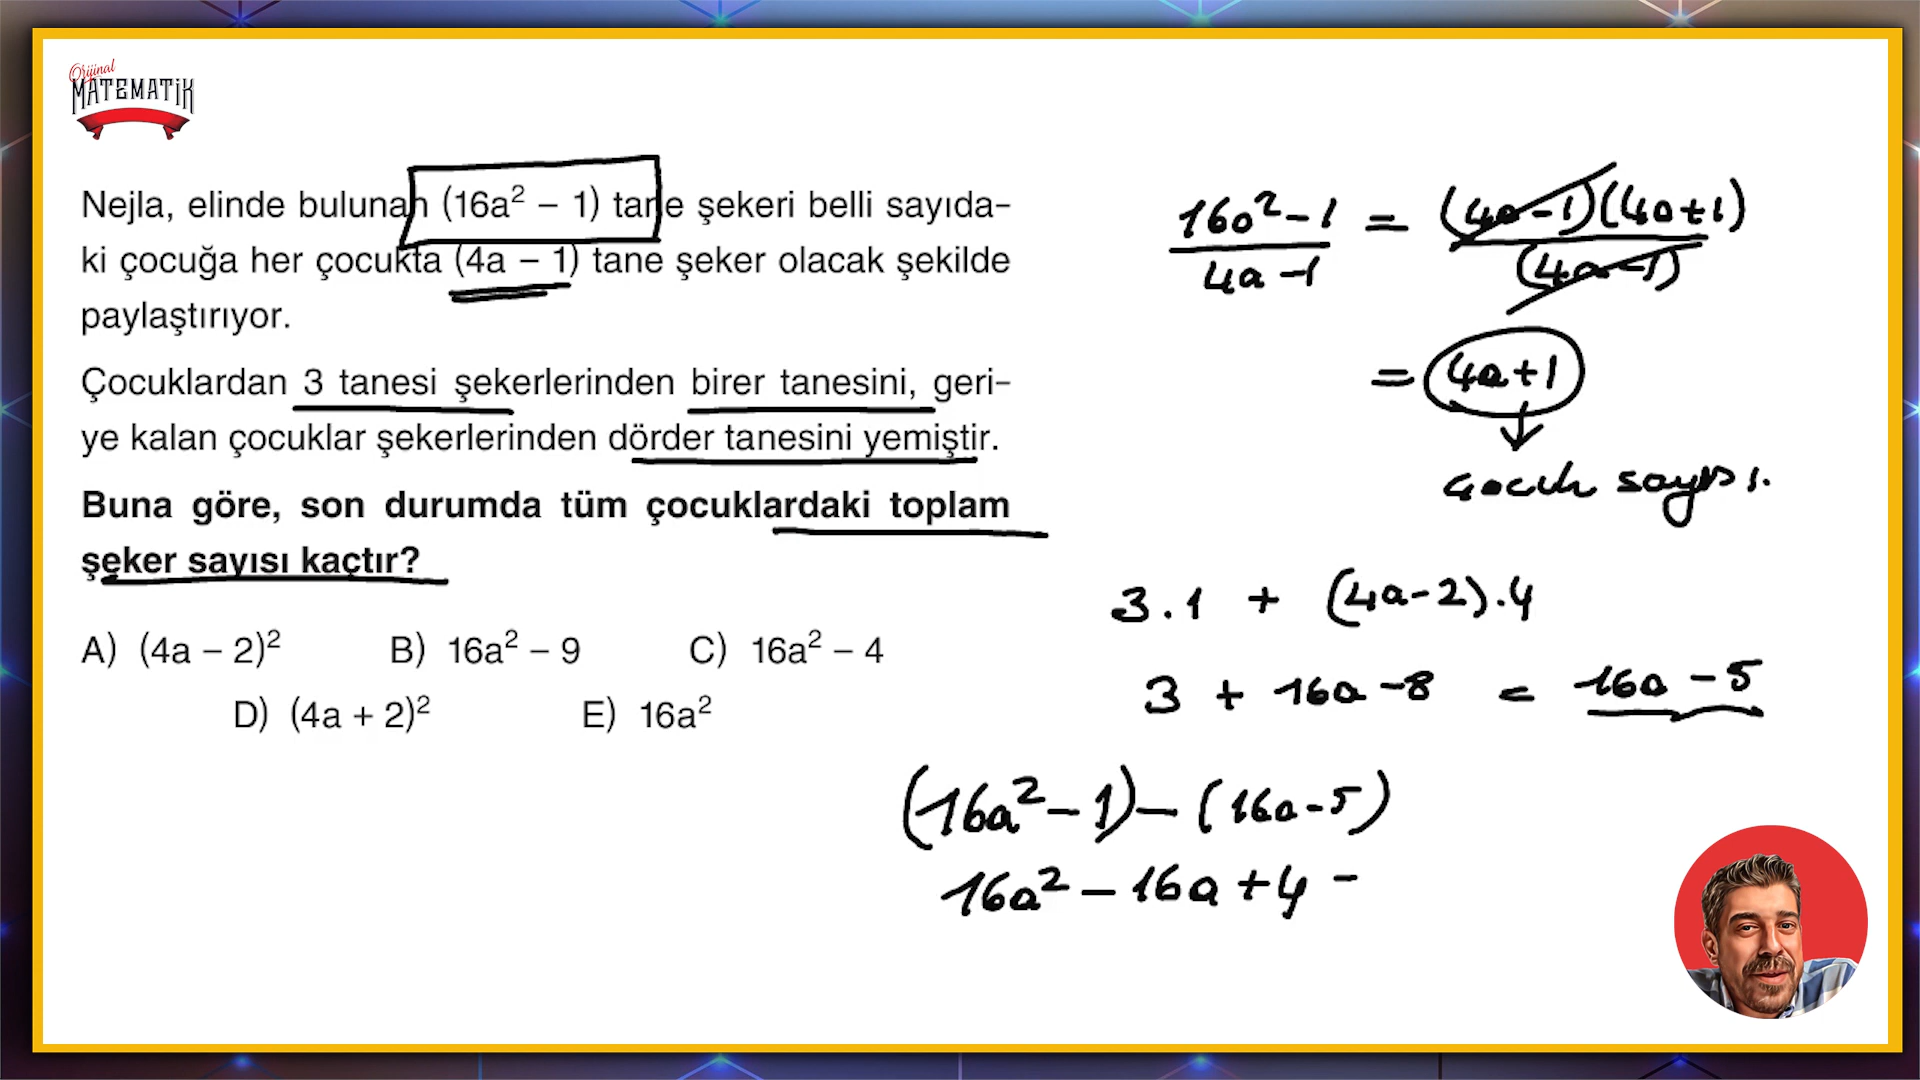 Orijinal
MATEMATİK
Nejla, elinde bulunan (16a² – 1) tane şekeri belli sayıda-
ki çocuğa her çocukta (4a – 1) tane şeker olacak şekilde
paylaştırıyor.
Çocuklardan 3 tanesi şekerlerinden birer tanesini, geri-
ye kalan çocuklar şekerlerinden dörder tanesini yemiştir.
Buna göre, son durumda tüm çocuklardaki toplam
şeker sayısı kaçtır?
A) (4a – 2)² B) 16a² – 9 C) 16a² – 4
D) (4a + 2)² E) 16a²
16a² – 1 = (4a – 1)(4a + 1)
4a – 1 (4a – 1)
= 4a + 1
çocuk sayısı.
3 . 1 + (4a – 2) . 4
3 + 16a – 8 = 16a – 5
(16a² – 1) – (16a – 5)
16a² – 16a + 4 =